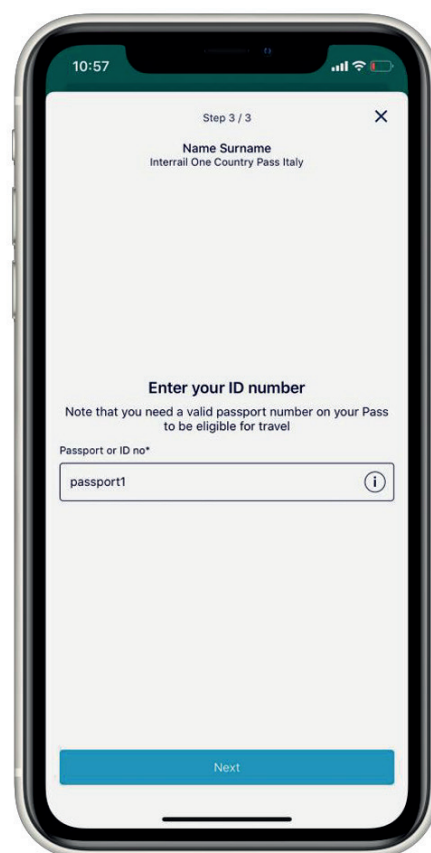 10:57
Step 3 / 3
Name Surname
Interrail One Country Pass Italy
Enter your ID number
Note that you need a valid passport number on your Pass
to be eligible for travel
Passport or ID no*
passport1
Next